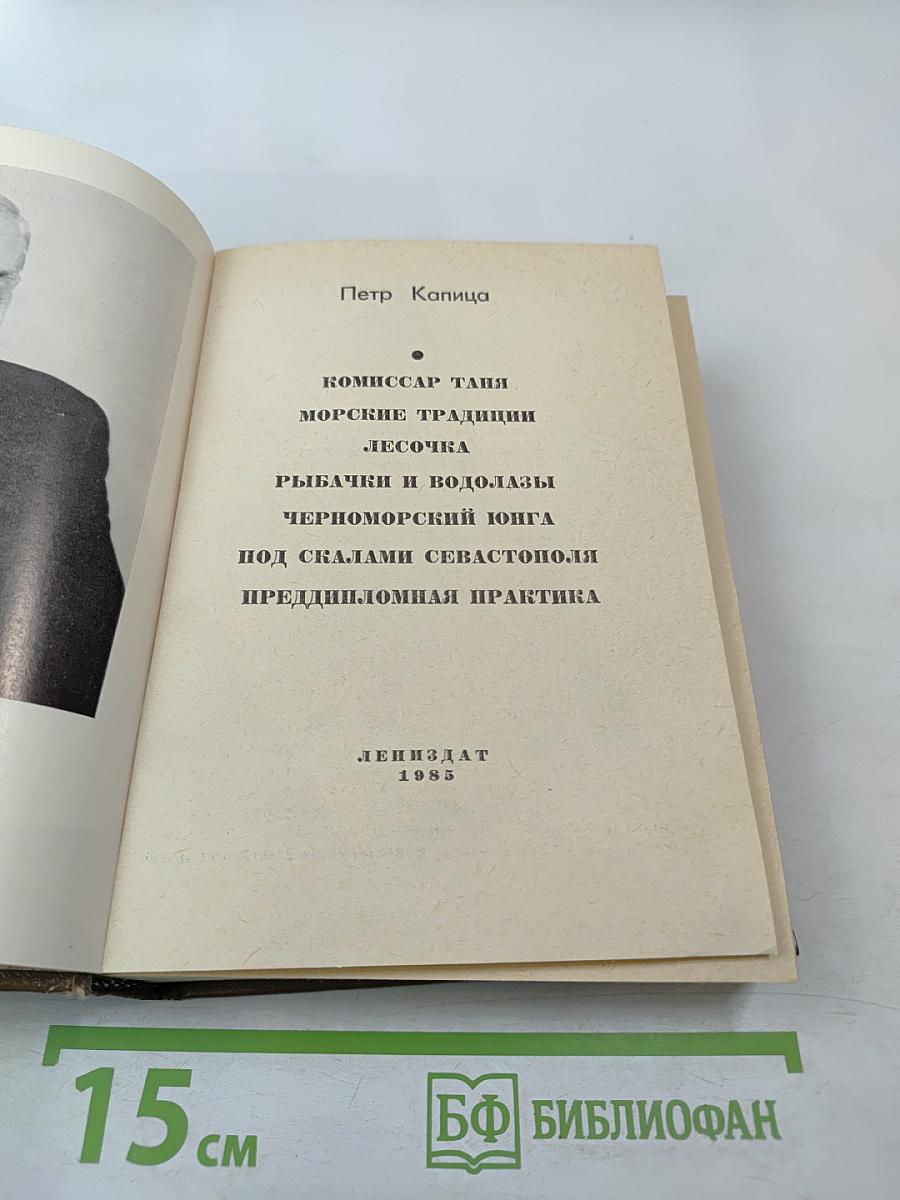 Петр Капица
КОМИССАР ТАНЯ
МОРСКИЕ ТРАДИЦИИ
ЛЕСОЧКА
РЫБАЧКИ И ВОДОЛАЗЫ
ЧЕРНОМОРСКИЙ ЮНГА
ПОД СКАЛАМИ СЕВАСТОПОЛЯ
ПРЕДДИПЛОМНАЯ ПРАКТИКА
ЛЕНИЗДАТ
1985
15 см
БФ БИБЛИОФАН